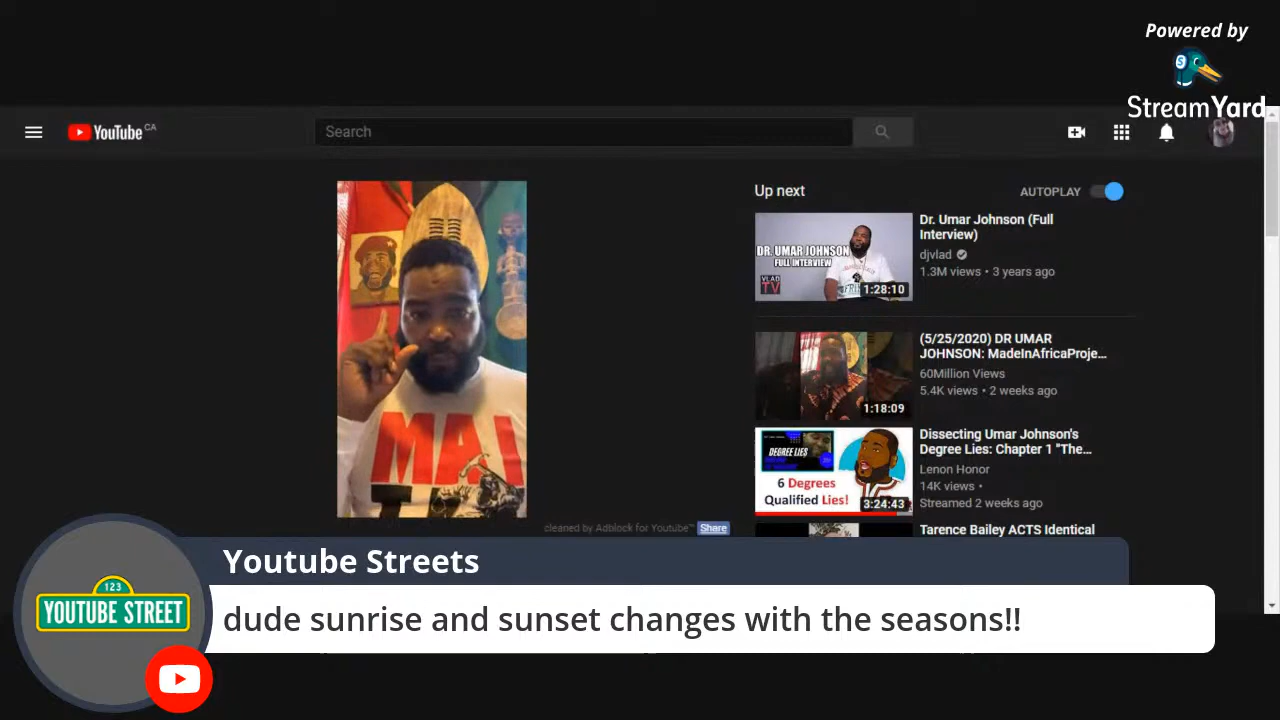 Powered by
StreamYard
YouTube CA
Search
Up next
AUTOPLAY
Dr. Umar Johnson (Full
Interview)
djvlad
1.3M views • 3 years ago
DR. UMAR JOHNSON
FULL INTERVIEW
VLAD
TV
1:28:10
(5/25/2020) DR UMAR
JOHNSON: MadeInAfricaProje...
60Million Views
5.4K views • 2 weeks ago
1:18:09
Dissecting Umar Johnson's
Degree Lies: Chapter 1 "The...
Lenon Honor
14K views •
Streamed 2 weeks ago
DEGREE LIES
6 Degrees
Qualified Lies!
3:24:43
Tarence Bailey ACTS Identical
MAI
cleaned by Adblock for Youtube™
Share
Youtube Streets
dude sunrise and sunset changes with the seasons!!
123
YOUTUBE STREET